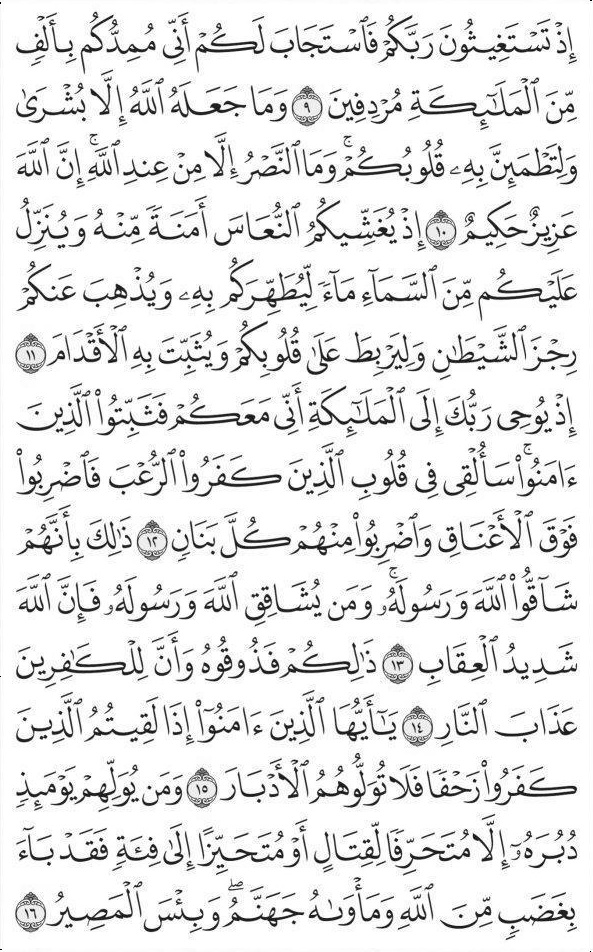 إِذْ تَسْتَغِيثُونَ رَبَّكُمْ فَٱسْتَجَابَ لَكُمْ أَنِّى مُمِدُّكُم بِأَلْفٍ
مِّنَ ٱلْمَلَـٰٓئِكَةِ مُرْدِفِينَ ٩ وَمَا جَعَلَهُ ٱللَّهُ إِلَّا بُشْرَىٰ
وَلِتَطْمَئِنَّ بِهِۦ قُلُوبُكُمْ ۚ وَمَا ٱلنَّصْرُ إِلَّا مِنْ عِندِ ٱللَّهِ ۚ إِنَّ ٱللَّهَ
عَزِيزٌ حَكِيمٌ ١٠ إِذْ يُغَشِّيكُمُ ٱلنُّعَاسَ أَمَنَةً مِّنْهُ وَيُنَزِّلُ
عَلَيْكُم مِّنَ ٱلسَّمَآءِ مَآءً لِّيُطَهِّرَكُم بِهِۦ وَيُذْهِبَ عَنكُمْ
رِجْزَ ٱلشَّيْطَـٰنِ وَلِيَرْبِطَ عَلَىٰ قُلُوبِكُمْ وَيُثَبِّتَ بِهِ ٱلْأَقْدَامَ ١١
إِذْ يُوحِى رَبُّكَ إِلَى ٱلْمَلَـٰٓئِكَةِ أَنِّى مَعَكُمْ فَثَبِّتُوا۟ ٱلَّذِينَ
ءَامَنُوا۟ ۚ سَأُلْقِى فِى قُلُوبِ ٱلَّذِينَ كَفَرُوا۟ ٱلرُّعْبَ فَٱضْرِبُوا۟
فَوْقَ ٱلْأَعْنَاقِ وَٱضْرِبُوا۟ مِنْهُمْ كُلَّ بَنَانٍ ١٢ ذَٰلِكَ بِأَنَّهُمْ
شَآقُّوا۟ ٱللَّهَ وَرَسُولَهُۥ ۚ وَمَن يُشَاقِقِ ٱللَّهَ وَرَسُولَهُۥ فَإِنَّ ٱللَّهَ
شَدِيدُ ٱلْعِقَابِ ١٣ ذَٰلِكُمْ فَذُوقُوهُ وَأَنَّ لِلْكَـٰفِرِينَ
عَذَابَ ٱلنَّارِ ١٤ يَـٰٓأَيُّهَا ٱلَّذِينَ ءَامَنُوٓا۟ إِذَا لَقِيتُمُ ٱلَّذِينَ
كَفَرُوا۟ زَحْفًا فَلَا تُوَلُّوهُمُ ٱلْأَدْبَارَ ١٥ وَمَن يُوَلِّهِمْ يَوْمَئِذٍ
دُبُرَهُۥٓ إِلَّا مُتَحَرِّفًا لِّقِتَالٍ أَوْ مُتَحَيِّزًا إِلَىٰ فِئَةٍ فَقَدْ بَآءَ
بِغَضَبٍ مِّنَ ٱللَّهِ وَمَأْوَىٰهُ جَهَنَّمُ ۖ وَبِئْسَ ٱلْمَصِيرُ ١٦